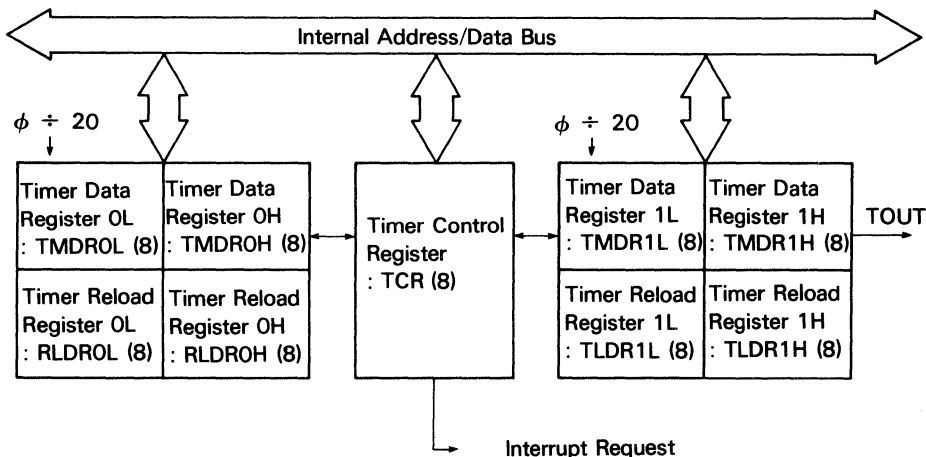 Internal Address/Data Bus
ϕ ÷ 20
ϕ ÷ 20
Timer Data
Register 0L
: TMDR0L (8)
Timer Data
Register 0H
: TMDR0H (8)
Timer Reload
Register 0L
: RLDR0L (8)
Timer Reload
Register 0H
: RLDR0H (8)
Timer Control
Register
: TCR (8)
Timer Data
Register 1L
: TMDR1L (8)
Timer Data
Register 1H
: TMDR1H (8)
TOUT
Timer Reload
Register 1L
: TLDR1L (8)
Timer Reload
Register 1H
: TLDR1H (8)
Interrupt Request